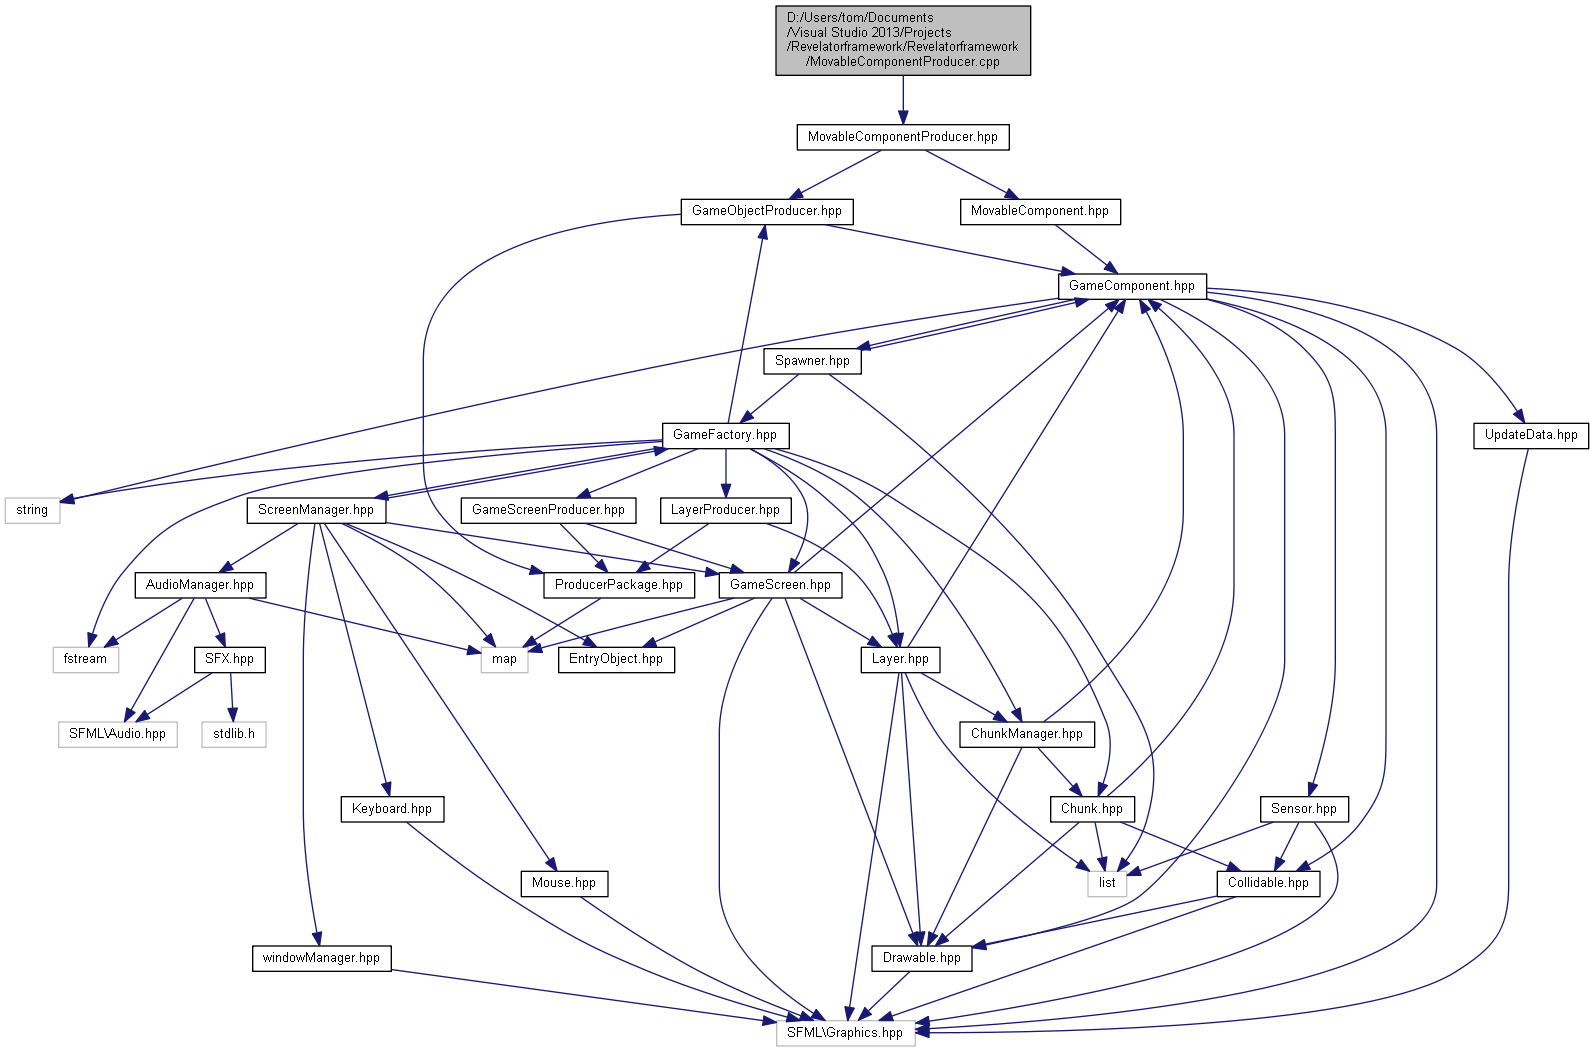 D:/Users/tom/Documents
/Visual Studio 2013/Projects
/Revelatorframework/Revelatorframework
/MovableComponentProducer.cpp
MovableComponentProducer.hpp
GameObjectProducer.hpp
MovableComponent.hpp
GameComponent.hpp
Spawner.hpp
GameFactory.hpp
UpdateData.hpp
string
ScreenManager.hpp
GameScreenProducer.hpp
LayerProducer.hpp
AudioManager.hpp
ProducerPackage.hpp
GameScreen.hpp
fstream
SFX.hpp
map
EntryObject.hpp
Layer.hpp
SFML\Audio.hpp
stdlib.h
ChunkManager.hpp
Keyboard.hpp
Chunk.hpp
Sensor.hpp
Mouse.hpp
list
Collidable.hpp
windowManager.hpp
Drawable.hpp
SFML\Graphics.hpp